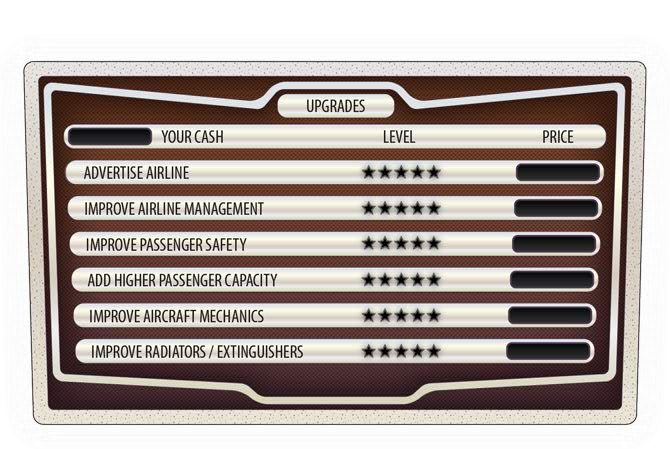 UPGRADES
YOUR CASH LEVEL PRICE
ADVERTISE AIRLINE
IMPROVE AIRLINE MANAGEMENT
IMPROVE PASSENGER SAFETY
ADD HIGHER PASSENGER CAPACITY
IMPROVE AIRCRAFT MECHANICS
IMPROVE RADIATORS / EXTINGUISHERS